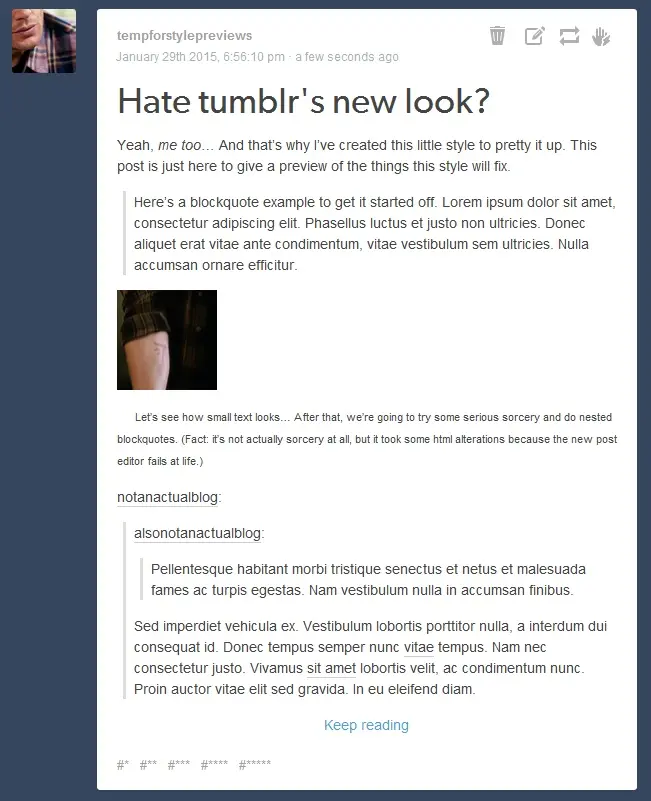 tempforstylepreviews
January 29th 2015, 6:56:10 pm · a few seconds ago
Hate tumblr's new look?
Yeah, me too… And that’s why I’ve created this little style to pretty it up. This
post is just here to give a preview of the things this style will fix.
Here’s a blockquote example to get it started off. Lorem ipsum dolor sit amet,
consectetur adipiscing elit. Phasellus luctus et justo non ultricies. Donec
aliquet erat vitae ante condimentum, vitae vestibulum sem ultricies. Nulla
accumsan ornare efficitur.
Let’s see how small text looks… After that, we’re going to try some serious sorcery and do nested
blockquotes. (Fact: it’s not actually sorcery at all, but it took some html alterations because the new post
editor fails at life.)
notanactualblog:
alsonotanactualblog:
Pellentesque habitant morbi tristique senectus et netus et malesuada
fames ac turpis egestas. Nam vestibulum nulla in accumsan finibus.
Sed imperdiet vehicula ex. Vestibulum lobortis porttitor nulla, a interdum dui
consequat id. Donec tempus semper nunc vitae tempus. Nam nec
consectetur justo. Vivamus sit amet lobortis velit, ac condimentum nunc.
Proin auctor vitae elit sed gravida. In eu eleifend diam.
Keep reading
#* #** #*** #**** #*****